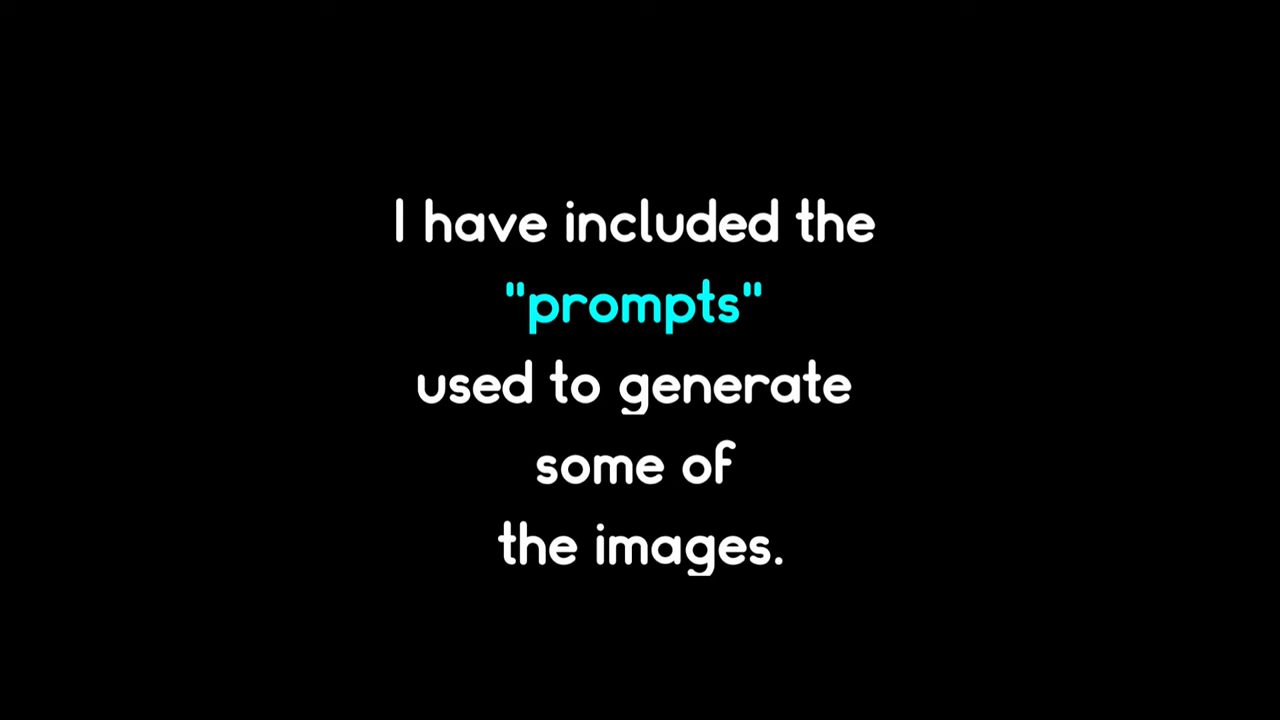 I have included the
"prompts"
used to generate
some of
the images.